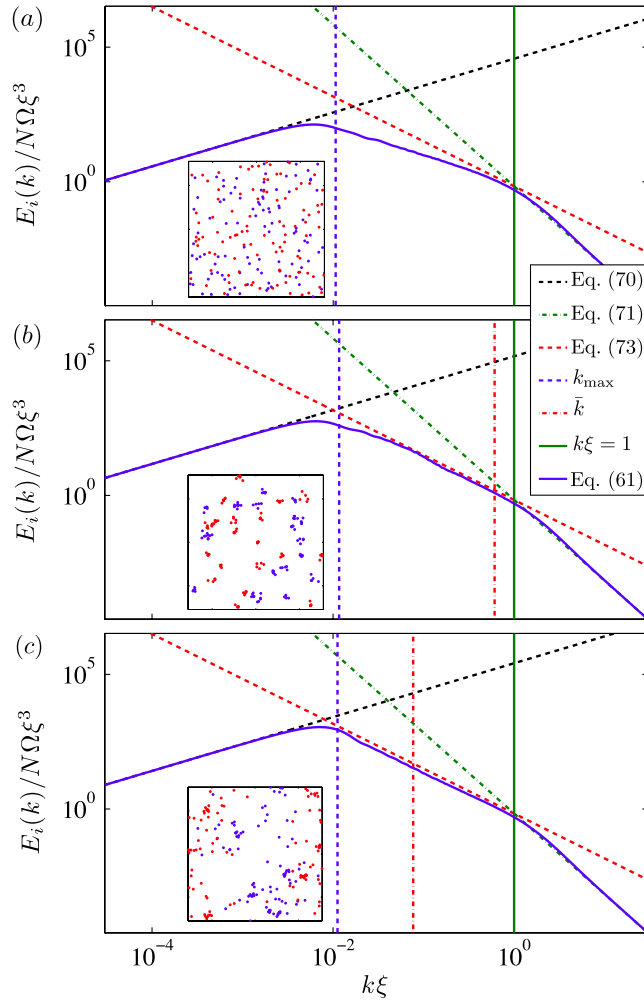 (a)
10^5
10^0
E_i(k)/NΩξ^3
(b)
10^5
10^0
E_i(k)/NΩξ^3
Eq. (70)
Eq. (71)
Eq. (73)
k_max
k̄
kξ = 1
Eq. (61)
(c)
10^5
10^0
E_i(k)/NΩξ^3
10^−4
10^−2
10^0
kξ